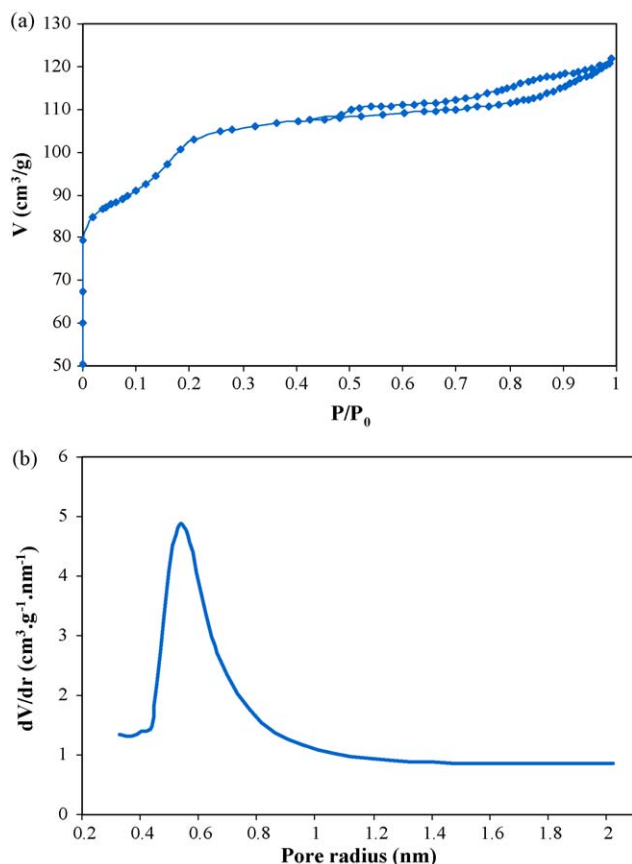 (a)
130
120
110
100
90
80
70
60
50
V (cm³/g)
0 0.1 0.2 0.3 0.4 0.5 0.6 0.7 0.8 0.9 1
P/P₀
(b)
6
5
4
3
2
1
0
dV/dr (cm³.g⁻¹.nm⁻¹)
0.2 0.4 0.6 0.8 1 1.2 1.4 1.6 1.8 2
Pore radius (nm)